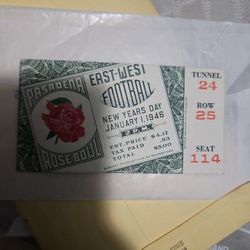 PASADENA
ROSE BOWL
EAST-WEST
FOOTBALL
NEW YEARS DAY
JANUARY 1, 1946
2 P.M.
EST. PRICE $4.17
TAX PAID .83
TOTAL $5.00
TUNNEL
24
ROW
25
SEAT
114